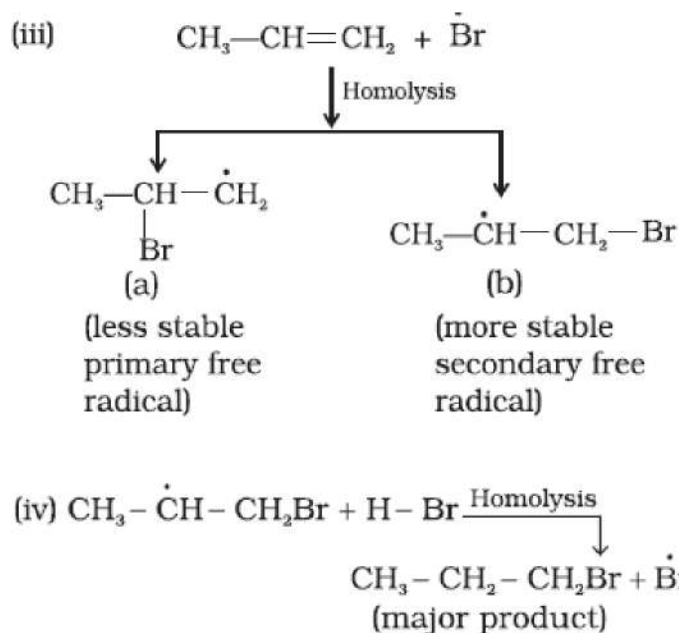 (iii) CH₃—CH=CH₂ + Ḃr
Homolysis
CH₃—CH—ĊH₂
Br
CH₃—ĊH—CH₂—Br
(a) (b)
(less stable (more stable
primary free secondary free
radical) radical)
(iv) CH₃– ĊH– CH₂Br + H– Br Homolysis
CH₃– CH₂– CH₂Br + Ḃ
(major product)